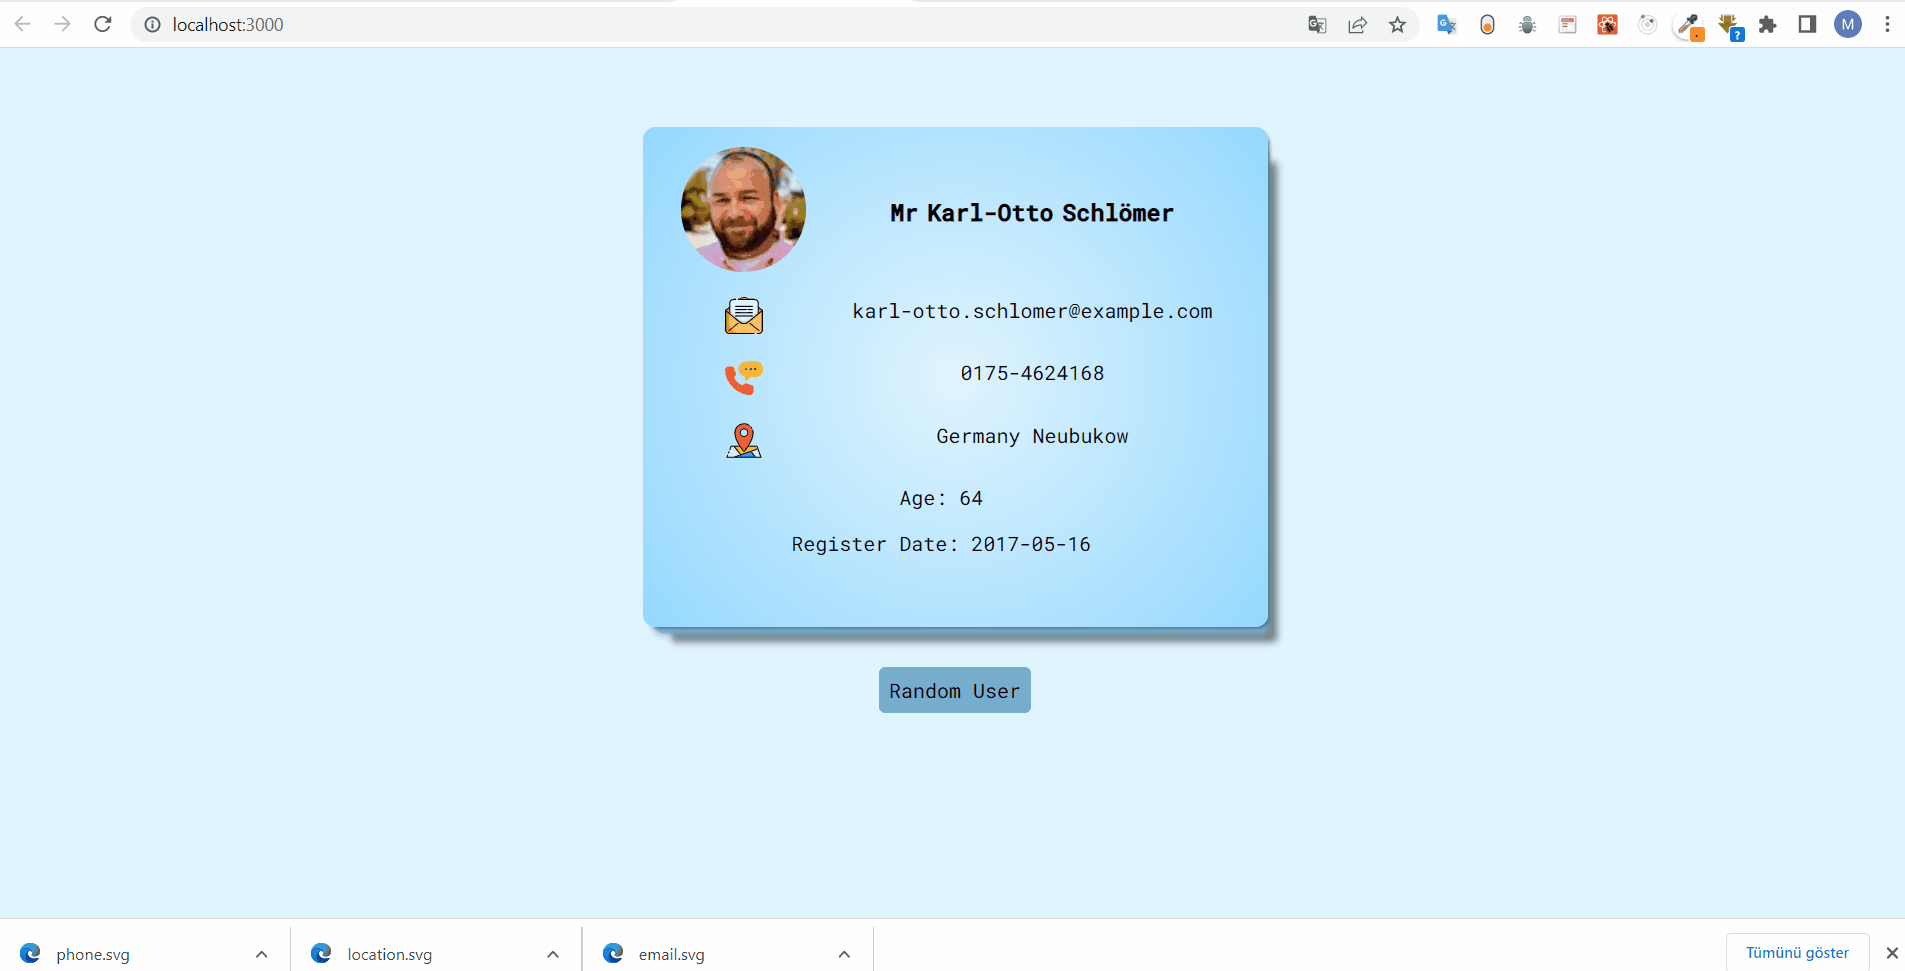 localhost:3000
M
Mr Karl-Otto Schlömer
karl-otto.schlomer@example.com
0175-4624168
Germany Neubukow
Age: 64
Register Date: 2017-05-16
Random User
phone.svg
location.svg
email.svg
Tümünü göster